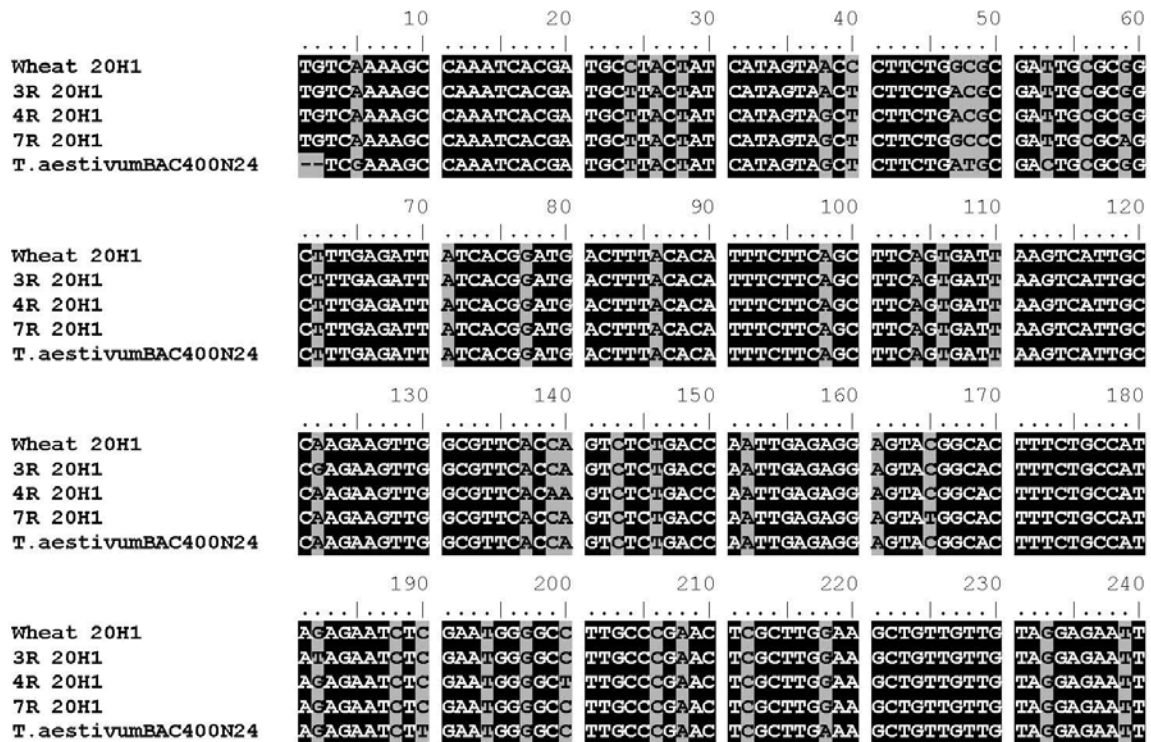 10 20 30 40 50 60
....|....| ....|....| ....|....| ....|....| ....|....| ....|....|
Wheat 20H1 TGTCAAAAGC CAAATCACGA TGCCTACTAT CATAGTAACC CTTCTGGCGC GATTGCGCGG
3R 20H1 TGTCAAAAGC CAAATCACGA TGCTTACTAT CATAGTAACT CTTCTGACGC GATTGCGCGG
4R 20H1 TGTCAAAAGC CAAATCACGA TGCTTACTAT CATAGTAGCT CTTCTGACGC GATTGCGCGG
7R 20H1 TGTCAAAAGC CAAATCACGA TGCTTACTAT CATAGTAGCT CTTCTGGCCC GATTGCGCAG
T.aestivumBAC400N24 --TCGAAAGC CAAATCACGA TGCTTACTAT CATAGTAGCT CTTCTGATGC GACTGCGCGG
70 80 90 100 110 120
....|....| ....|....| ....|....| ....|....| ....|....| ....|....|
Wheat 20H1 CTTTGAGATT ATCACGGATG ACTTTACACA TTTCTTCAGC TTCAGTGATT AAGTCATTGC
3R 20H1 CTTTGAGATT ATCACGGATG ACTTTACACA TTTCTTCAGC TTCAGTGATT AAGTCATTGC
4R 20H1 CTTTGAGATT ATCACGGATG ACTTTACACA TTTCTTCAGC TTCAGTGATT AAGTCATTGC
7R 20H1 CTTTGAGATT ATCACGGATG ACTTTACACA TTTCTTCAGC TTCAGTGATT AAGTCATTGC
T.aestivumBAC400N24 CTTTGAGATT ATCACGGATG ACTTTACACA TTTCTTCAGC TTCAGTGATT AAGTCATTGC
130 140 150 160 170 180
....|....| ....|....| ....|....| ....|....| ....|....| ....|....|
Wheat 20H1 CAAGAAGTTG GCGTTCACCA GTCTCTGACC AATTGAGAGG AGTACGGCAC TTTCTGCCAT
3R 20H1 CGAGAAGTTG GCGTTCACCA GTCTCTGACC AATTGAGAGG AGTACGGCAC TTTCTGCCAT
4R 20H1 CAAGAAGTTG GCGTTCACAA GTCTCTGACC AATTGAGAGG AGTACGGCAC TTTCTGCCAT
7R 20H1 CAAGAAGTTG GCGTTCACCA GTCTCTGACC AATTGAGAGG AGTATGGCAC TTTCTGCCAT
T.aestivumBAC400N24 CAAGAAGTTG GCGTTCACCA GTCTCTGACC AATTGAGAGG AGTACGGCAC TTTCTGCCAT
190 200 210 220 230 240
....|....| ....|....| ....|....| ....|....| ....|....| ....|....|
Wheat 20H1 AGAGAATCTC GAATGGGGCC TTGCCCGAAC TCGCTTGGAA GCTGTTGTTG TAGGAGAATT
3R 20H1 ATAGAATCTC GAATGGGGCC TTGCCCGAAC TCGCTTGGAA GCTGTTGTTG TAGGAGAATT
4R 20H1 AGAGAATCTC GAATGGGGCT TTGCCCGAAC TCGCTTGGAA GCTGTTGTTG TAGGAGAATT
7R 20H1 AGAGAATCTC GAATGGGGCC TTGCCCGAAC TCGCTTGGAA GCTGTTGTTG TAGGAGAATT
T.aestivumBAC400N24 AGAGAATCTT GAATGGGGCC TTGCCCGAAC TCGCTTGAAA GCTGTTGTTG TAGGAGAATT